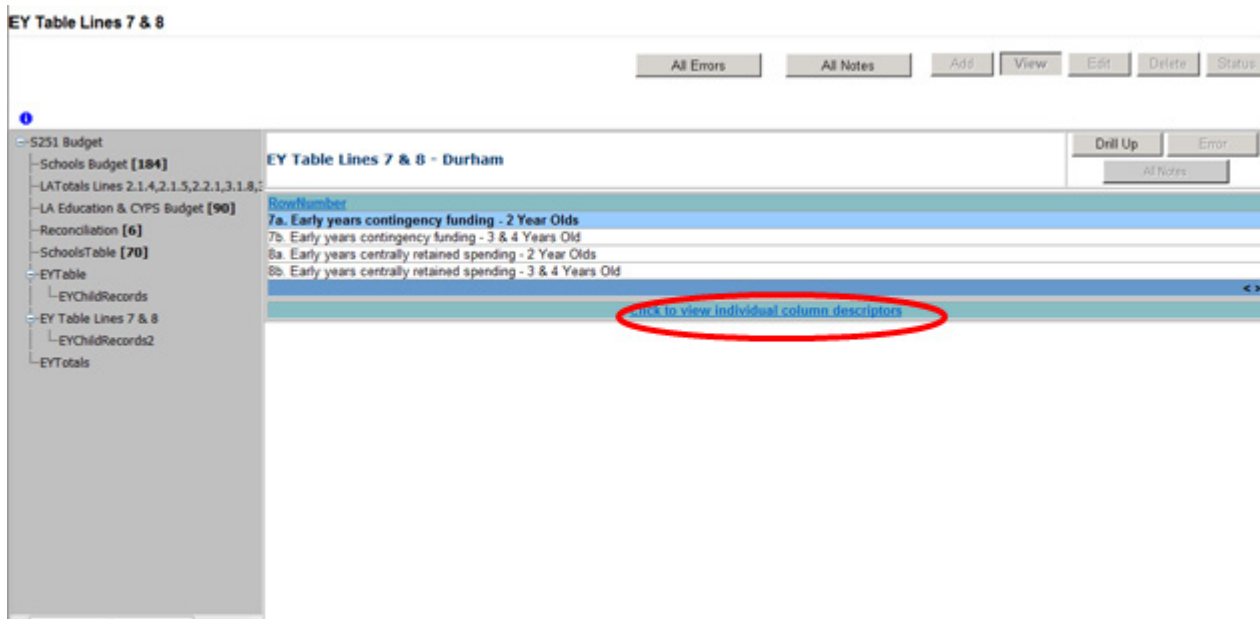 EY Table Lines 7 & 8
All Errors All Notes Add View Edit Delete Status
S251 Budget
Schools Budget [184]
LATotals Lines 2.1.4,2.1.5,2.2.1,3.1.8,
LA Education & CYPS Budget [90]
Reconciliation [6]
SchoolsTable [70]
EYTable
EYChildRecords
EY Table Lines 7 & 8
EYChildRecords2
EYTotals
EY Table Lines 7 & 8 - Durham
Drill Up Error
All Notes
RowNumber
7a. Early years contingency funding - 2 Year Olds
7b. Early years contingency funding - 3 & 4 Years Old
8a. Early years centrally retained spending - 2 Year Olds
8b. Early years centrally retained spending - 3 & 4 Years Old
< >
Click to view individual column descriptors